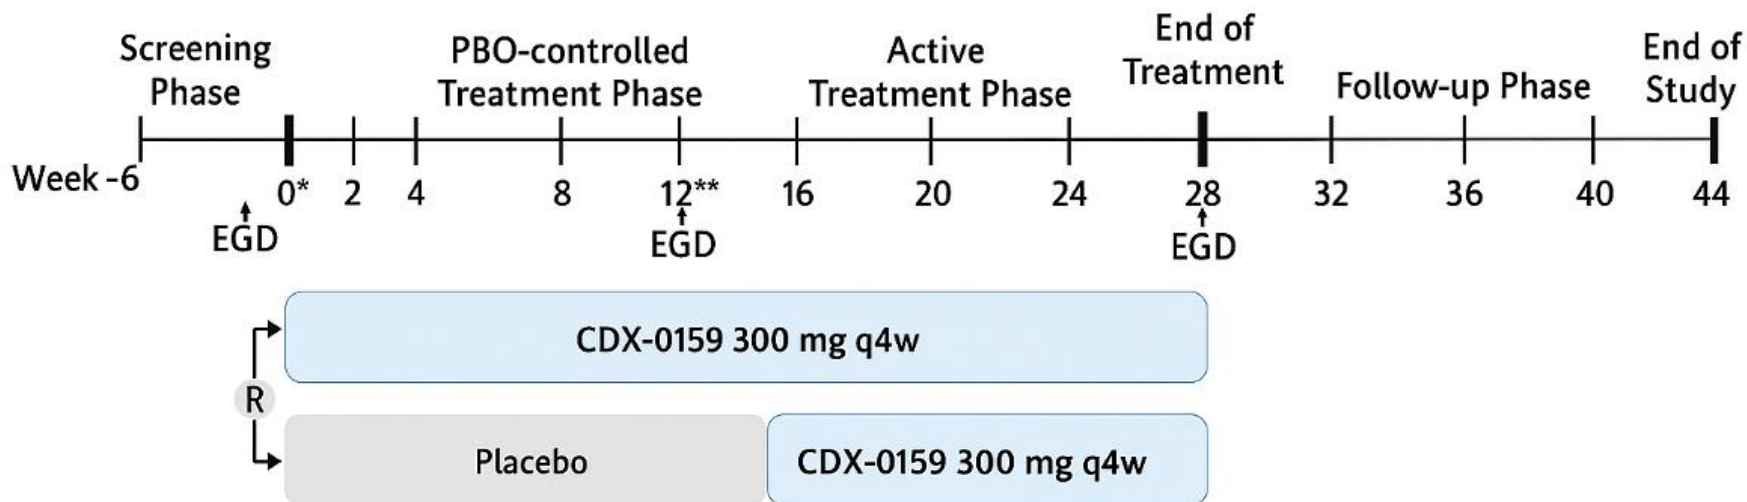 Screening
Phase
PBO-controlled
Treatment Phase
Active
Treatment Phase
End of
Treatment
Follow-up Phase
End of
Study
Week -6
0*
2
4
8
12**
16
20
24
28
32
36
40
44
EGD
EGD
EGD
CDX-0159 300 mg q4w
R
Placebo
CDX-0159 300 mg q4w